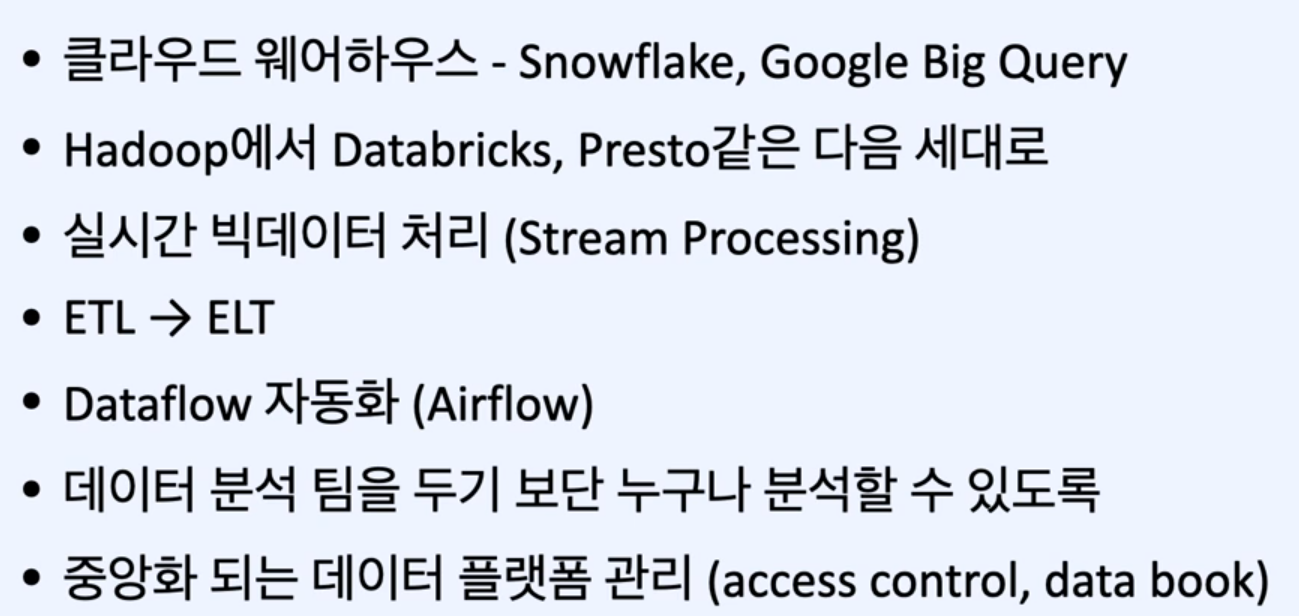 • 클라우드 웨어하우스 - Snowflake, Google Big Query
• Hadoop에서 Databricks, Presto같은 다음 세대로
• 실시간 빅데이터 처리 (Stream Processing)
• ETL → ELT
• Dataflow 자동화 (Airflow)
• 데이터 분석 팀을 두기 보단 누구나 분석할 수 있도록
• 중앙화 되는 데이터 플랫폼 관리 (access control, data book)